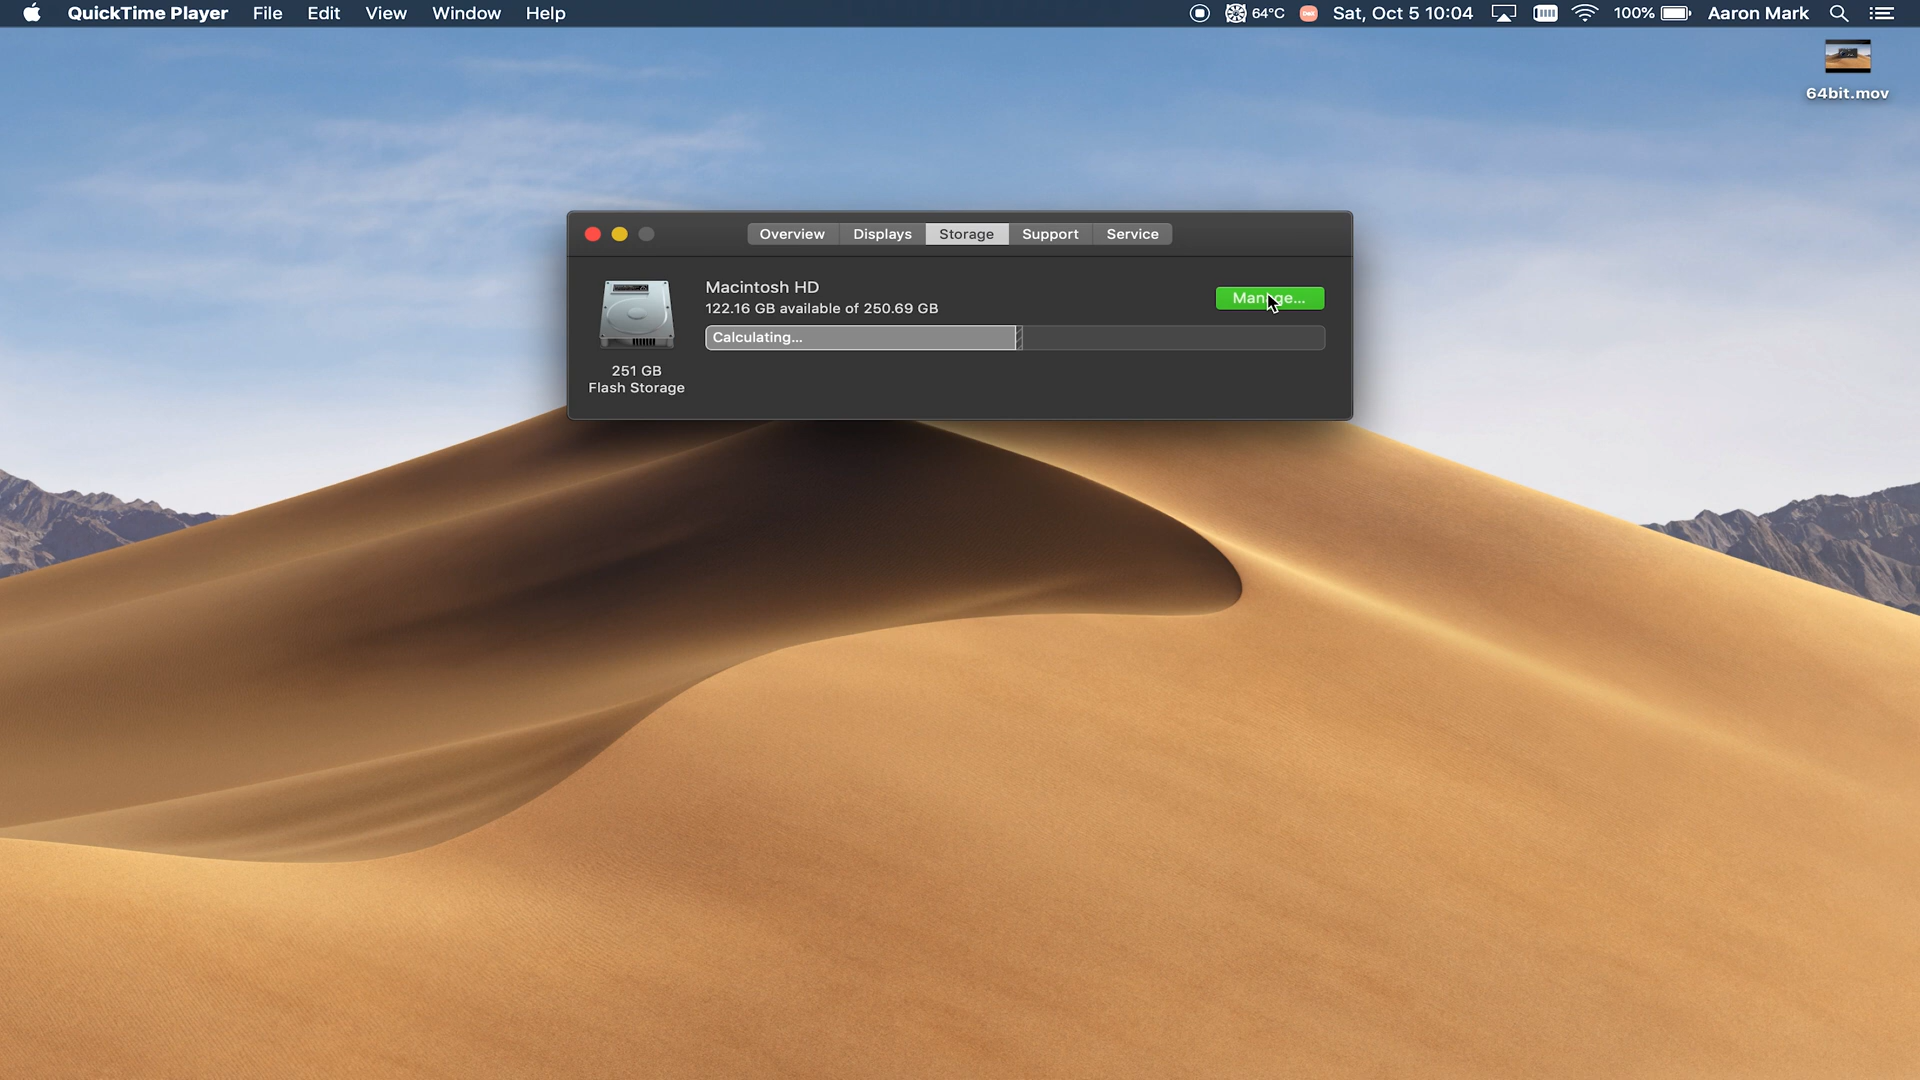 QuickTime Player File Edit View Window Help 64°C Sat, Oct 5 10:04 100% Aaron Mark
64bit.mov
Overview Displays Storage Support Service
Macintosh HD
122.16 GB available of 250.69 GB
Manage...
Calculating...
251 GB
Flash Storage